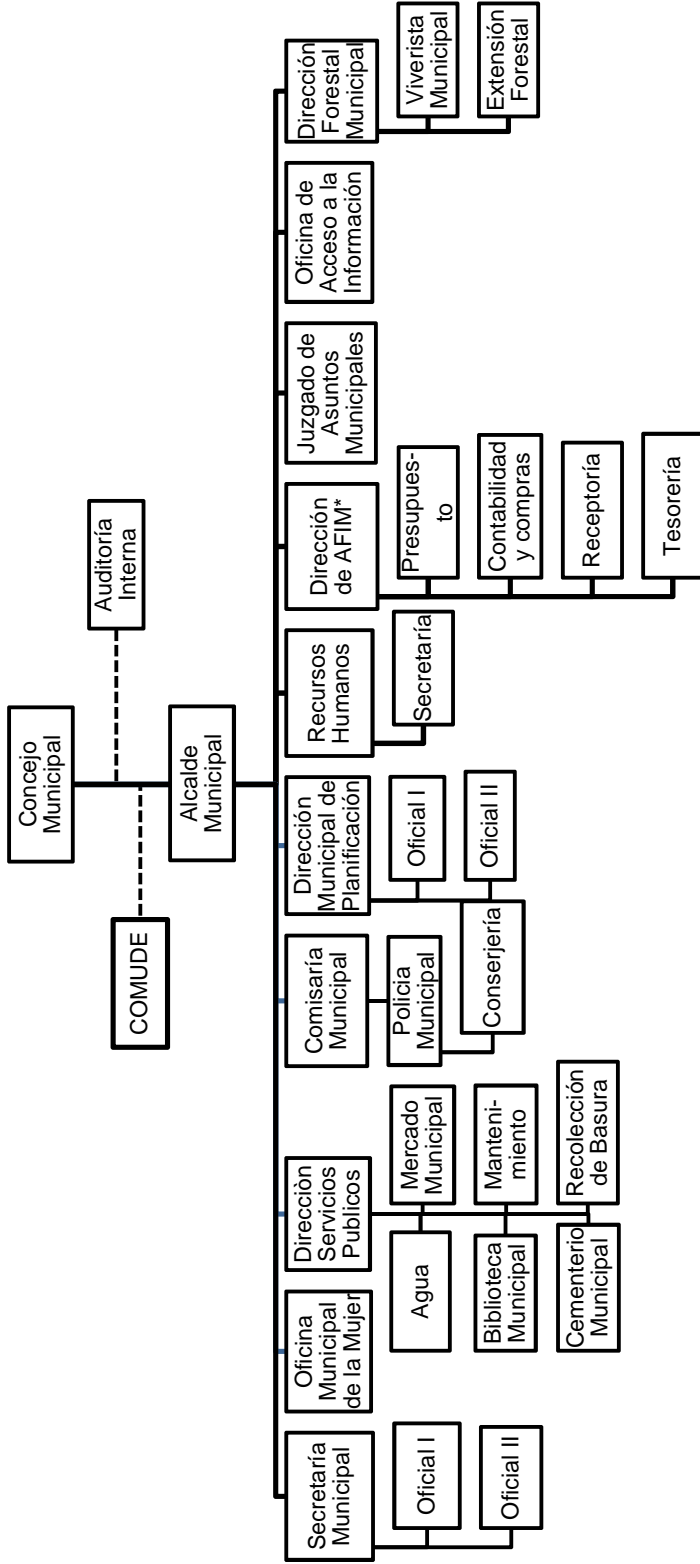 Concejo
Municipal
Auditoría
Interna
COMUDE
Alcalde
Municipal
Secretaría
Municipal
Oficial I
Oficial II
Oficina
Municipal
de la Mujer
Direcciòn
Servicios
Publicos
Agua
Mercado
Municipal
Biblioteca
Municipal
Manteni-
miento
Cementerio
Municipal
Recolección
de Basura
Comisaría
Municipal
Policia
Municipal
Conserjería
Dirección
Municipal de
Planificación
Oficial I
Oficial II
Recursos
Humanos
Secretaría
Dirección
de AFIM*
Presupues-
to
Contabilidad
y compras
Receptoría
Tesorería
Juzgado de
Asuntos
Municipales
Oficina de
Acceso a la
Información
Dirección
Forestal
Municipal
Viverista
Municipal
Extensión
Forestal